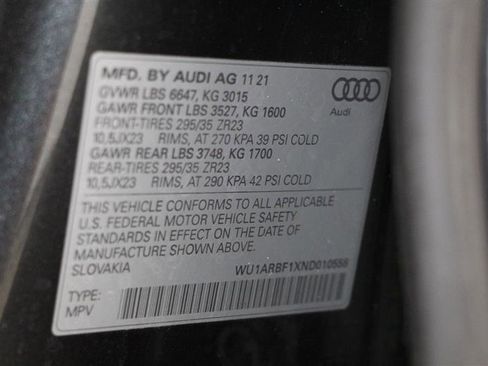 MFD. BY AUDI AG 11 21
GVWR LBS 6647, KG 3015
GAWR FRONT LBS 3527, KG 1600
FRONT-TIRES 295/35 ZR23
10,5JX23 RIMS, AT 270 KPA 39 PSI COLD
GAWR REAR LBS 3748, KG 1700
REAR-TIRES 295/35 ZR23
10,5JX23 RIMS, AT 290 KPA 42 PSI COLD
Audi
THIS VEHICLE CONFORMS TO ALL APPLICABLE
U.S. FEDERAL MOTOR VEHICLE SAFETY
STANDARDS IN EFFECT ON THE DATE OF
MANUFACTURE SHOWN ABOVE.
SLOVAKIA WU1ARBF1XND010558
TYPE:
MPV